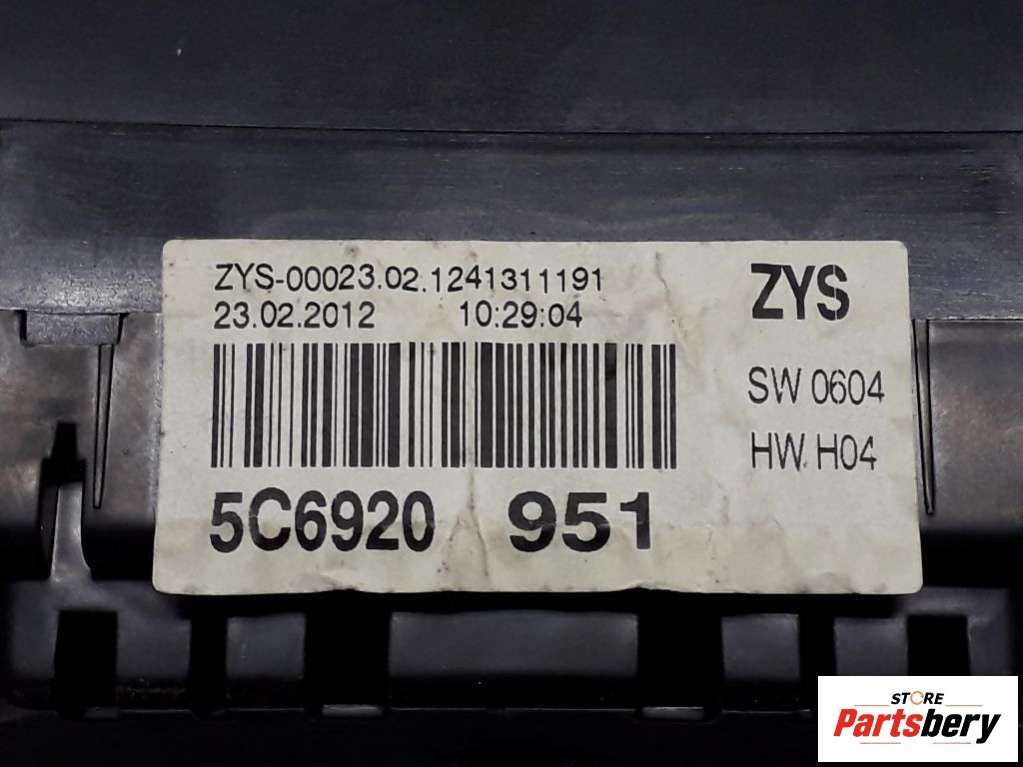 ZYS-00023.02.1241311191
23.02.2012 10:29:04
ZYS
SW 0604
HW H04
5C6920 951
STORE
Partsbery